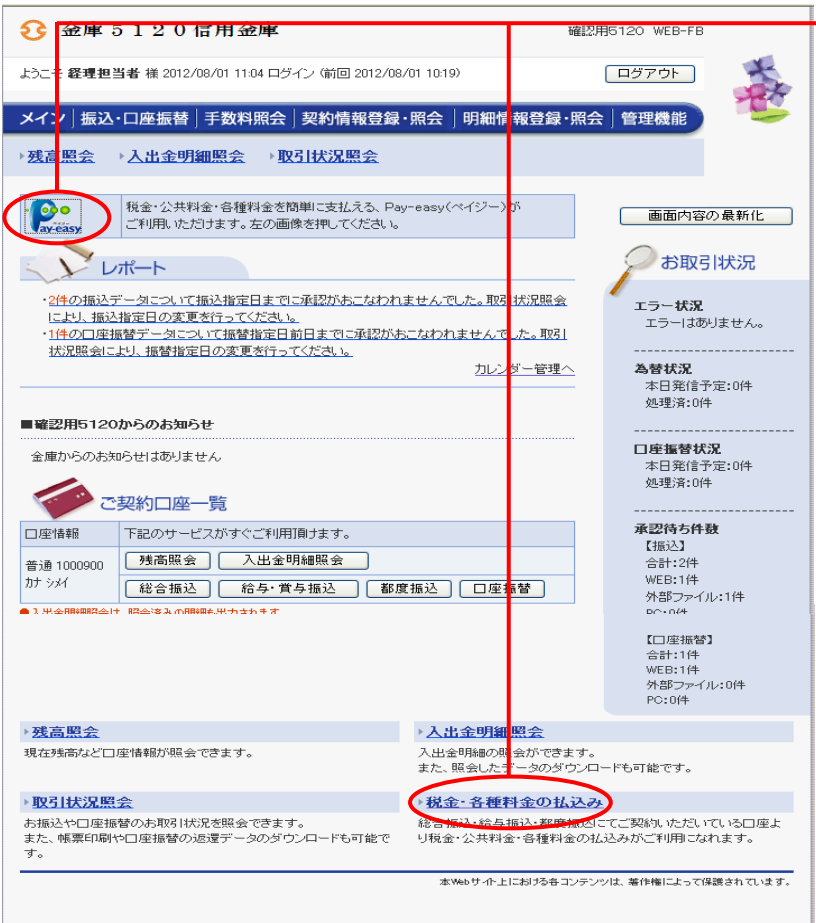 金庫5120信用金庫
確認用5120 WEB-FB
ようこそ 経理担当者 様 2012/08/01 11:04 ログイン (前回 2012/08/01 10:19)
ログアウト
メイン 振込・口座振替 手数料照会 契約情報登録・照会 明細情報登録・照会 管理機能
残高照会 入出金明細照会 取引状況照会
Pay-easy
税金・公共料金・各種料金を簡単に支払える、Pay-easy(ペイジー)が
ご利用いただけます。左の画像を押してください。
画面内容の最新化
レポート
・2件の振込データについて振込指定日までに承認がおこなわれませんでした。取引状況照会
により、振込指定日の変更を行ってください。
・1件の口座振替データについて振替指定日前日までに承認がおこなわれませんでした。取引
状況照会により、振替指定日の変更を行ってください。
カレンダー管理へ
■確認用5120からのお知らせ
金庫からのお知らせはありません
ご契約口座一覧
口座情報 下記のサービスがすぐご利用頂けます。
普通 1000900
カナ シメイ
残高照会 入出金明細照会
総合振込 給与・賞与振込 都度振込 口座振替
●入出金明細照会は、照会済みの明細も出力されます
お取引状況
エラー状況
エラーはありません。
為替状況
本日発信予定:0件
処理済:0件
口座振替状況
本日発信予定:0件
処理済:0件
承認待ち件数
【振込】
合計:2件
WEB:1件
外部ファイル:1件
PC:0件
【口座振替】
合計:1件
WEB:1件
外部ファイル:0件
PC:0件
残高照会
現在残高など口座情報が照会できます。
入出金明細照会
入出金明細の照会ができます。
また、照会したデータのダウンロードも可能です。
取引状況照会
お振込や口座振替のお取引状況を照会できます。
また、帳票印刷や口座振替の返還データのダウンロードも可能で
す。
税金・各種料金の払込み
総合振込・給与振込・都度振込にてご契約いただいている口座よ
り税金・公共料金・各種料金の払込みがご利用になれます。
本Webサイト上における各コンテンツは、著作権によって保護されています。